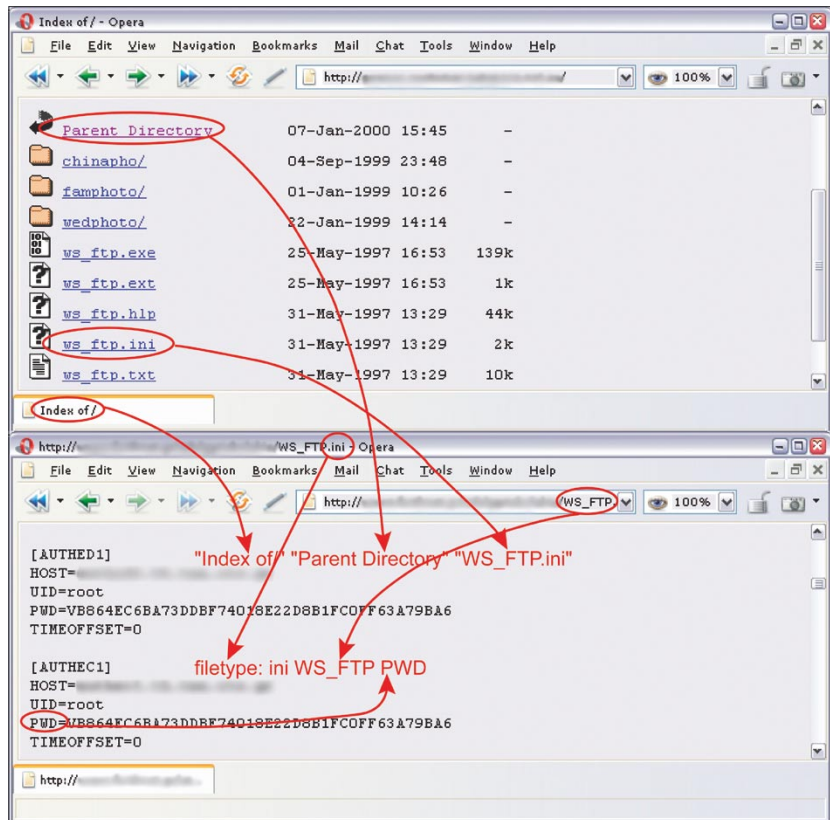 Index of / - Opera
File Edit View Navigation Bookmarks Mail Chat Tools Window Help
http:// / 100%
Parent Directory 07-Jan-2000 15:45 -
chinapho/ 04-Sep-1999 23:48 -
famphoto/ 01-Jan-1999 10:26 -
wedphoto/ 22-Jan-1999 14:14 -
ws_ftp.exe 25-May-1997 16:53 139k
ws_ftp.ext 25-May-1997 16:53 1k
ws_ftp.hlp 31-May-1997 13:29 44k
ws_ftp.ini 31-May-1997 13:29 2k
ws_ftp.txt 31-May-1997 13:29 10k
Index of /
http:// /WS_FTP.ini - Opera
File Edit View Navigation Bookmarks Mail Chat Tools Window Help
http:// /WS_FTP. 100%
"Index of/" "Parent Directory" "WS_FTP.ini"
[AUTHED1]
HOST=
UID=root
PWD=VB864EC6BA73DDBF74018E22D8B1FC0FF63A79BA6
TIMEOFFSET=0
filetype: ini WS_FTP PWD
[AUTHEC1]
HOST=
UID=root
PWD=VB864EC6BA73DDBF74018E22D8B1FC0FF63A79BA6
TIMEOFFSET=0
http://